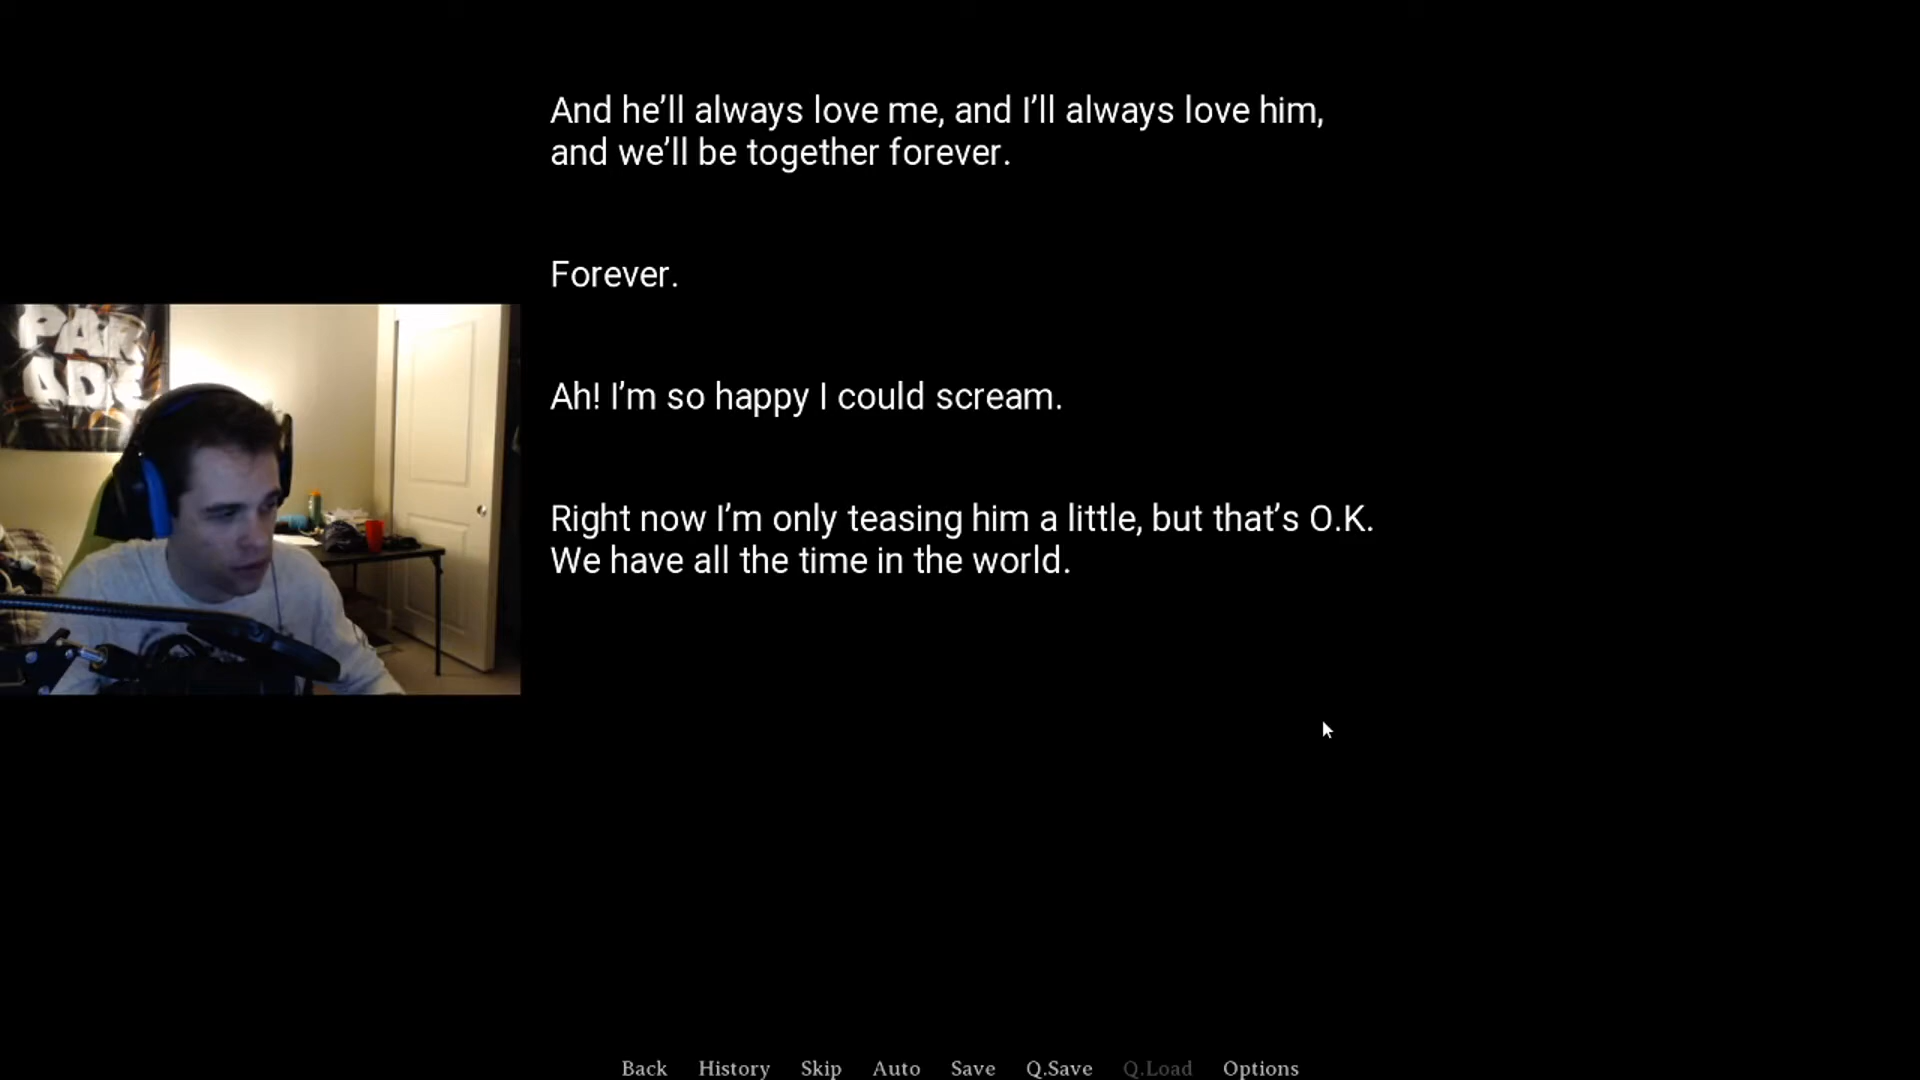 And he’ll always love me, and I’ll always love him,
and we’ll be together forever.
Forever.
Ah! I’m so happy I could scream.
Right now I’m only teasing him a little, but that’s O.K.
We have all the time in the world.
PAR
ADE
Back History Skip Auto Save Q.Save Q.Load Options